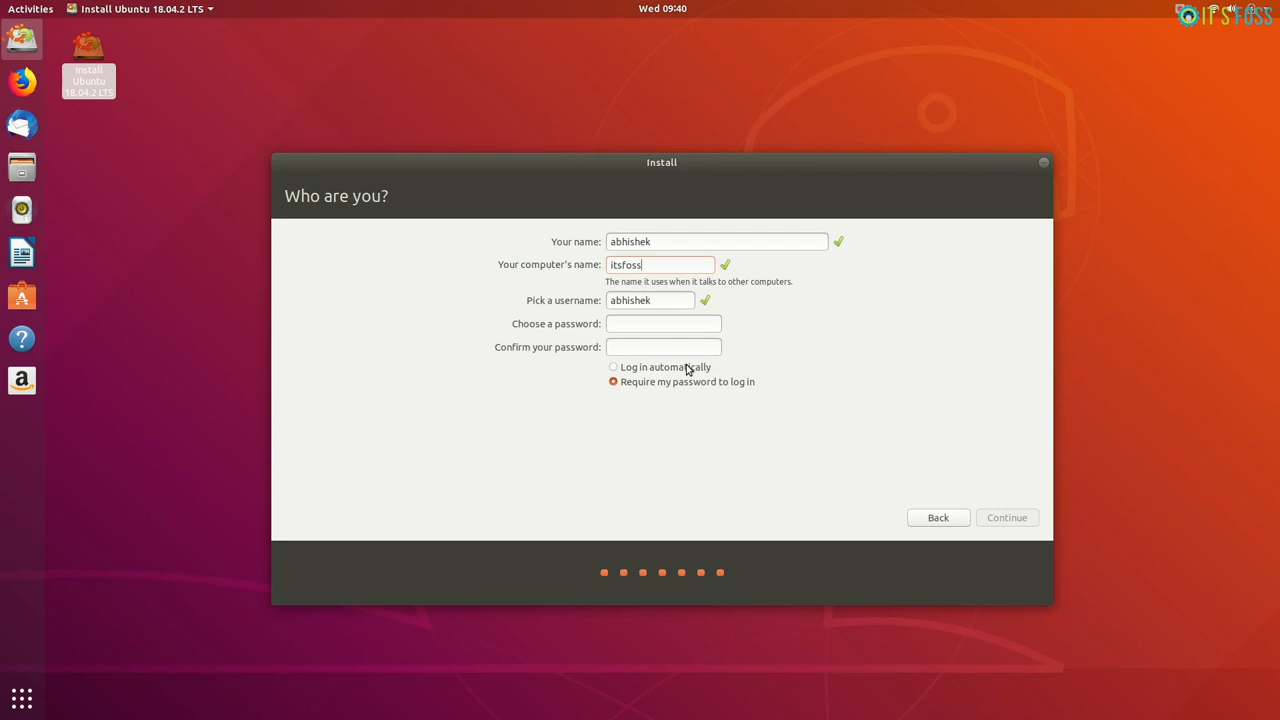 Activities
Install Ubuntu 18.04.2 LTS
Wed 09:40
IT'S FOSS
Install
Ubuntu
18.04.2 LTS
Install
Who are you?
Your name: abhishek
Your computer's name: itsfoss
The name it uses when it talks to other computers.
Pick a username: abhishek
Choose a password:
Confirm your password:
Log in automatically
Require my password to log in
Back
Continue